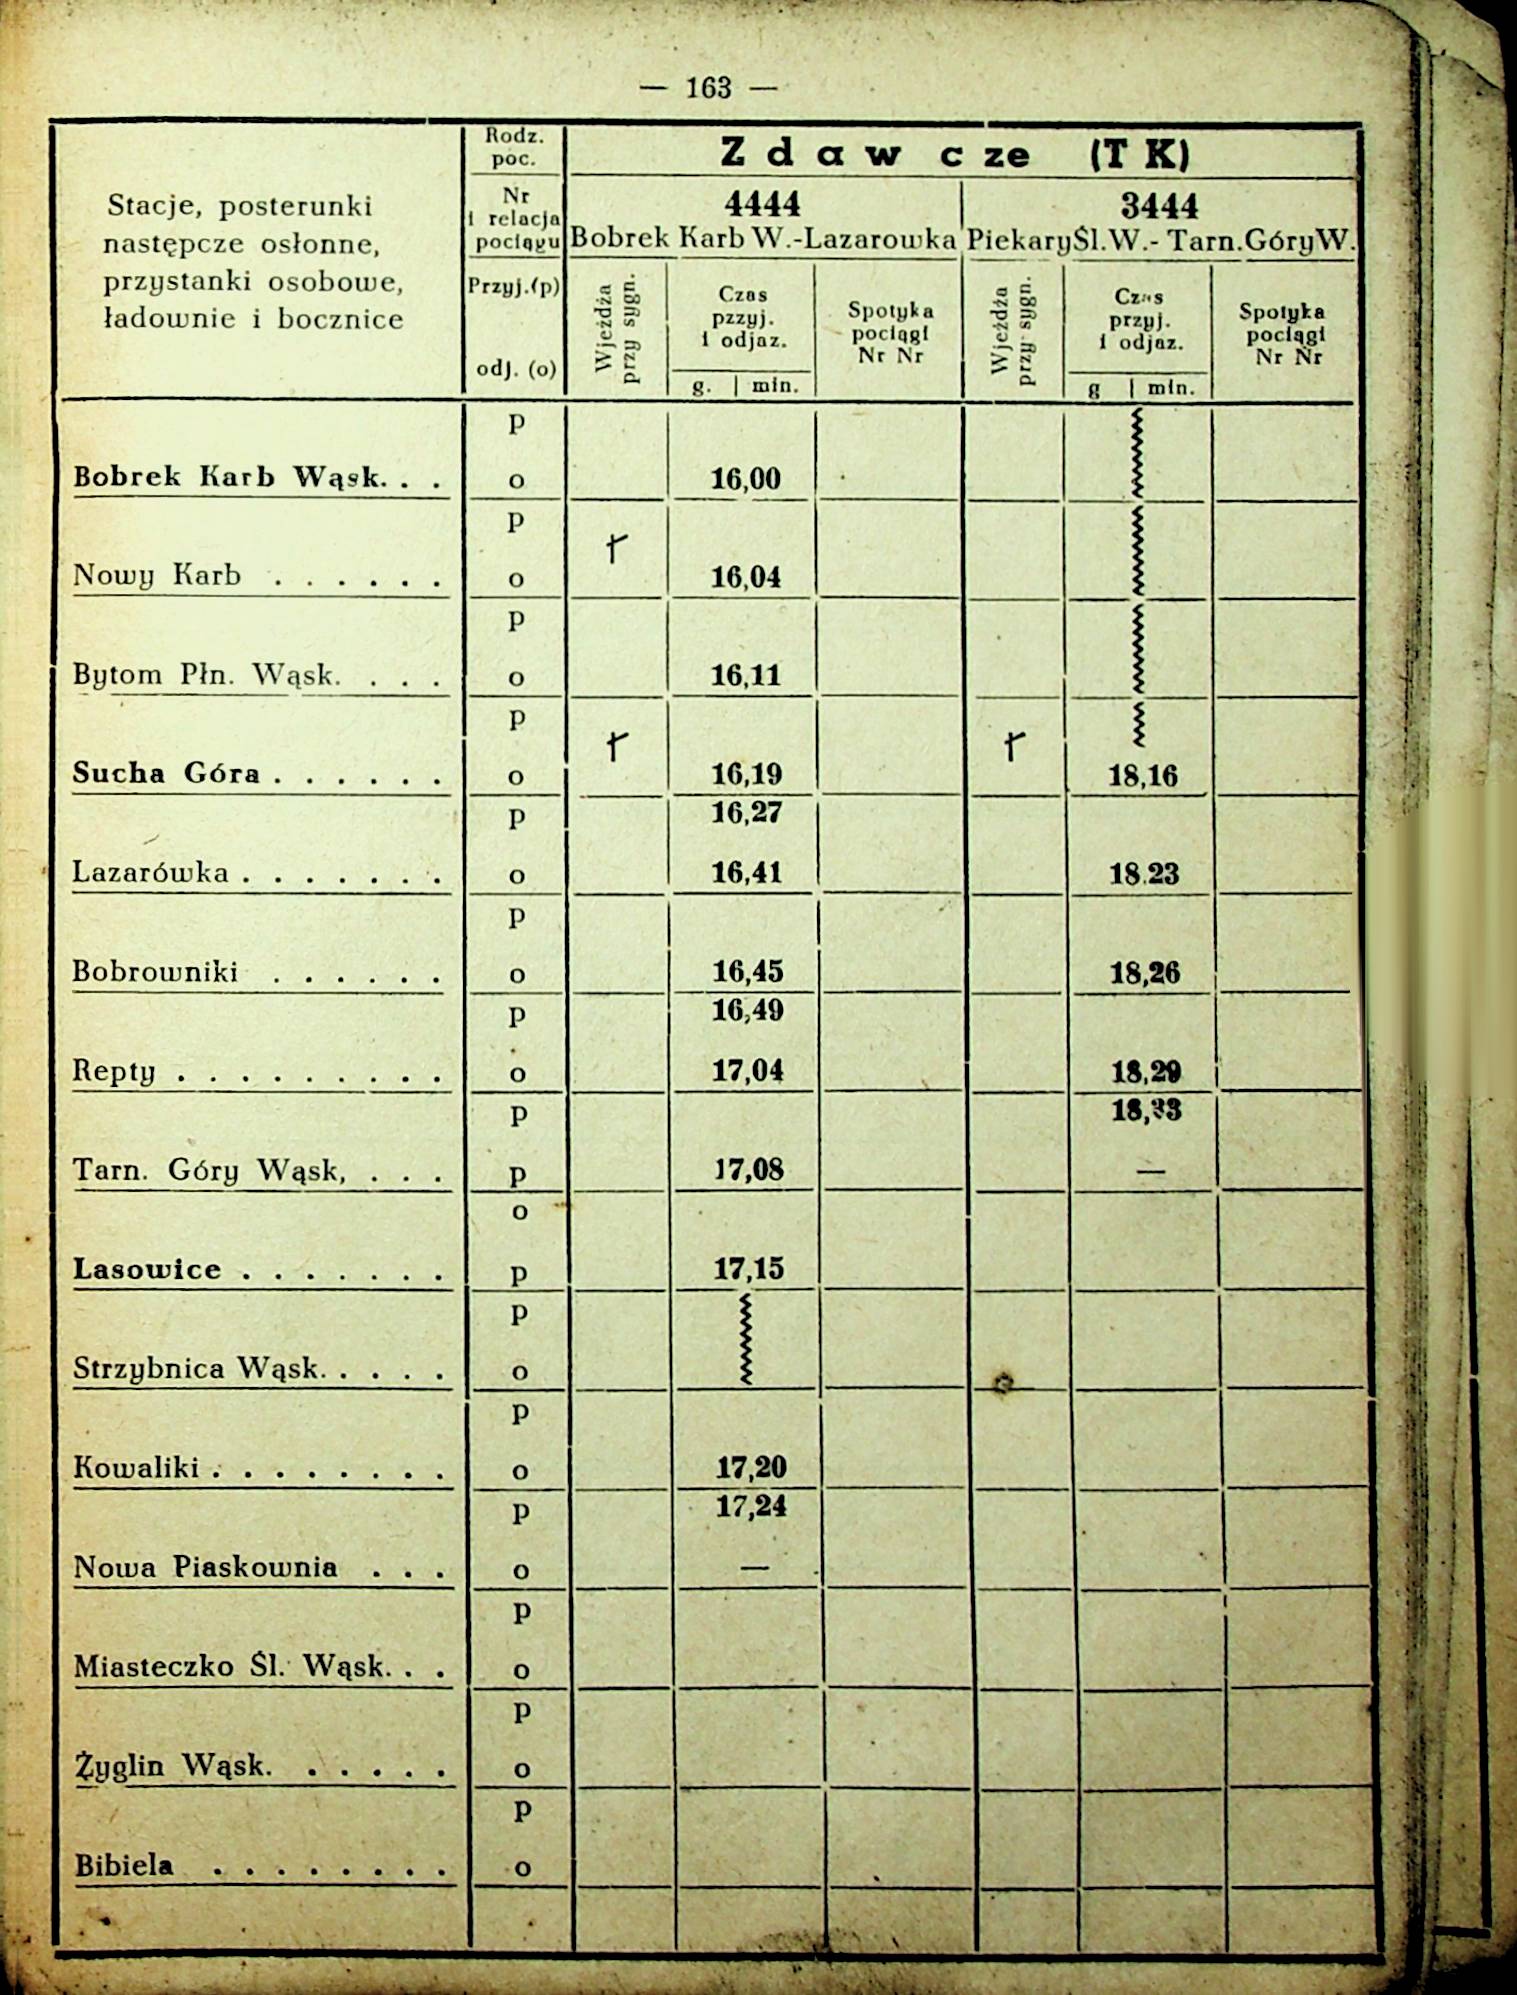 — 163 —
Stacje, posterunki
następcze osłonne,
przystanki osobowe,
ładownie i bocznice
Rodz.
poc.
Nr
i relacja
pociągu
Przyj.(p)
odj. (o)
Zdawcze (TK)
4444
Bobrek Karb W.-Lazarowka
3444
PiekaryŚl.W.- Tarn.GóryW.
Wjeżdża
przy sygn.
Czas
pzzyj.
i odjaz.
g. | min.
Spotyka
pociągi
Nr Nr
Wjeżdża
przy sygn.
Czas
przyj.
i odjaz.
g | min.
Spotyka
pociągi
Nr Nr
p
Bobrek Karb Wąsk. . . o 16,00
p
Nowy Karb . . . . . . o 16,04
p
Bytom Płn. Wąsk. . . . o 16,11
p
Sucha Góra . . . . . . o 16,19 18,16
p 16,27
Lazarówka . . . . . . . o 16,41 18.23
p
Bobrowniki . . . . . . o 16,45 18,26
p 16,49
Repty . . . . . . . . . o 17,04 18,29
p 18,33
Tarn. Góry Wąsk, . . . p 17,08 —
o
Lasowice . . . . . . . p 17,15
p
Strzybnica Wąsk. . . . . o
p
Kowaliki . . . . . . . . o 17,20
p 17,24
Nowa Piaskownia . . . o —
p
Miasteczko Śl. Wąsk. . . o
p
Żyglin Wąsk. . . . . . o
p
Bibiela . . . . . . . . o